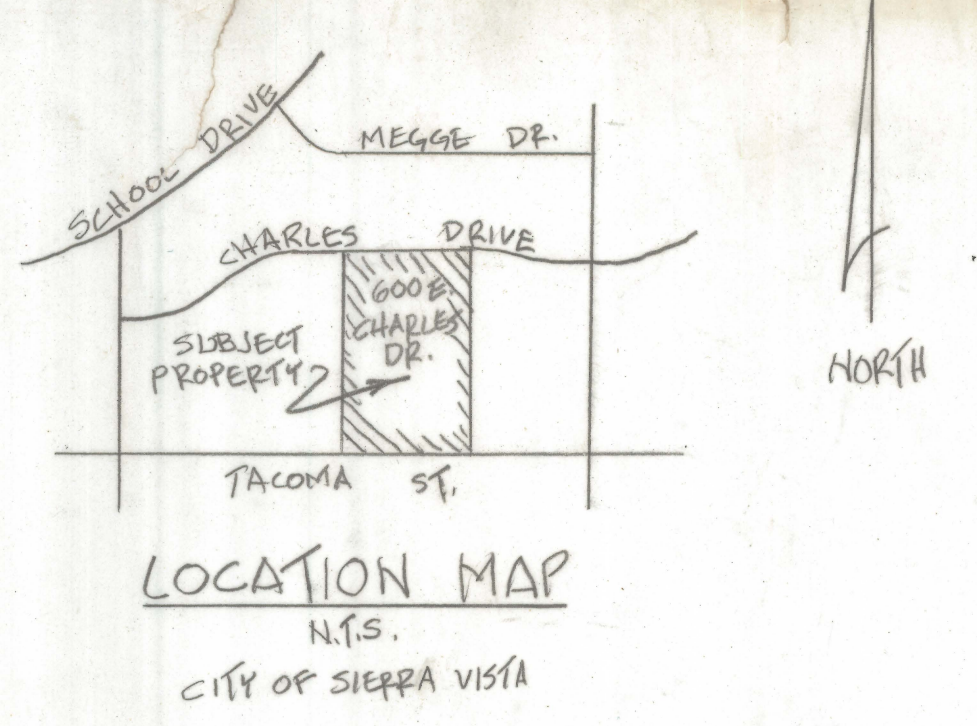 SCHOOL DRIVE
MEGGE DR.
CHARLES DRIVE
600 E.
CHARLES
DR.
SUBJECT
PROPERTY
TACOMA ST.
NORTH
LOCATION MAP
N.T.S.
CITY OF SIERRA VISTA